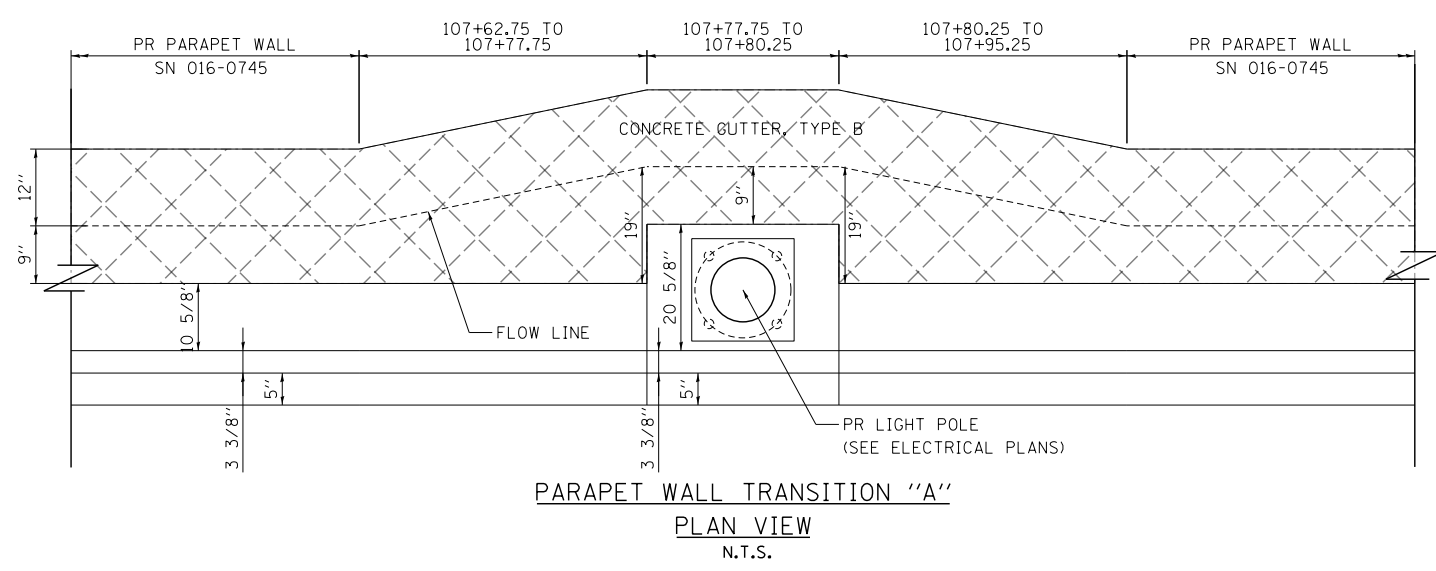 107+62.75 TO
107+77.75
107+77.75 TO
107+80.25
107+80.25 TO
107+95.25
PR PARAPET WALL
SN 016-0745
PR PARAPET WALL
SN 016-0745
CONCRETE GUTTER, TYPE B
12"
9"
19"
9"
19"
10 5/8"
20 5/8"
FLOW LINE
5"
5"
3 3/8"
3 3/8"
PR LIGHT POLE
(SEE ELECTRICAL PLANS)
PARAPET WALL TRANSITION "A"
PLAN VIEW
N.T.S.